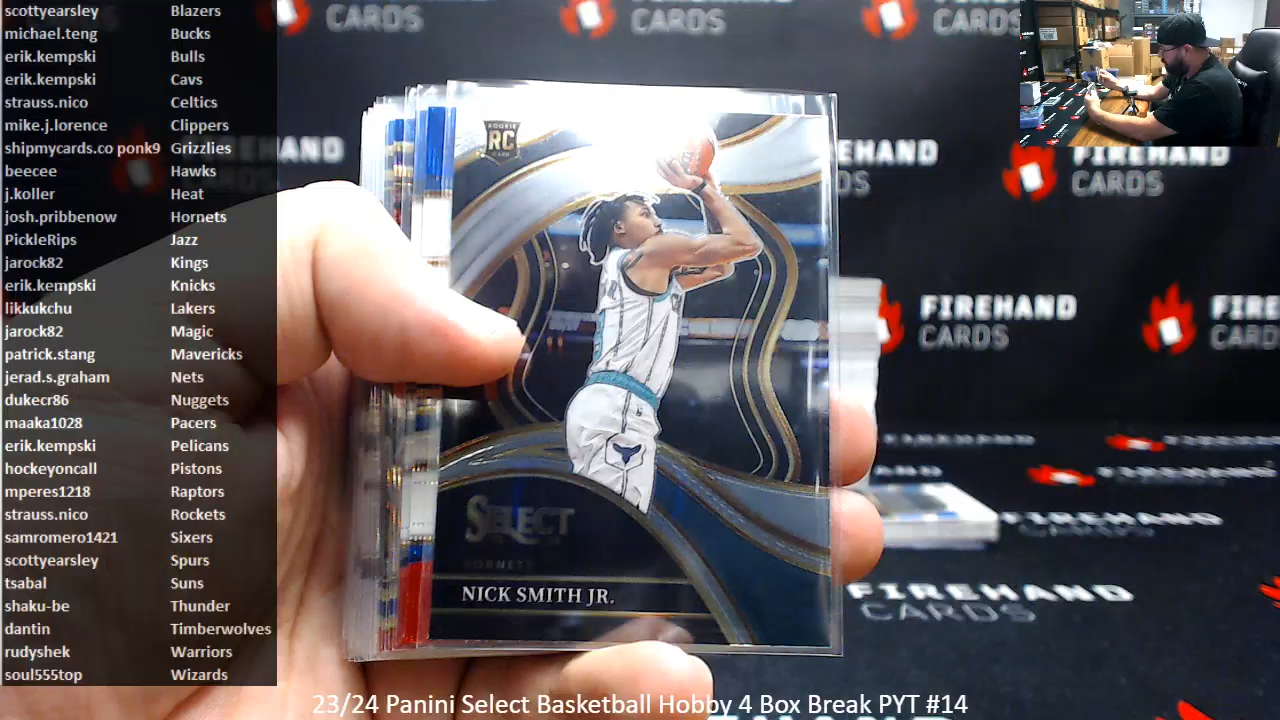 scottyearsley Blazers
michael.teng Bucks
erik.kempski Bulls
erik.kempski Cavs
strauss.nico Celtics
mike.j.lorence Clippers
shipmycards.co ponk9 Grizzlies
beecee Hawks
j.koller Heat
josh.pribbenow Hornets
PickleRips Jazz
jarock82 Kings
erik.kempski Knicks
likkukchu Lakers
jarock82 Magic
patrick.stang Mavericks
jerad.s.graham Nets
dukecr86 Nuggets
maaka1028 Pacers
erik.kempski Pelicans
hockeyoncall Pistons
mperes1218 Raptors
strauss.nico Rockets
samromero1421 Sixers
scottyearsley Spurs
tsabal Suns
shaku-be Thunder
dantin Timberwolves
rudyshek Warriors
soul555top Wizards
CARDS
CARDS
CARDS
ROOKIE
RC
CARD
SELECT
HORNETS
NICK SMITH JR.
FIREHAND
CARDS
CARDS
FIREHAND
CARDS
FIREHAND
CARDS
23/24 Panini Select Basketball Hobby 4 Box Break PYT #14